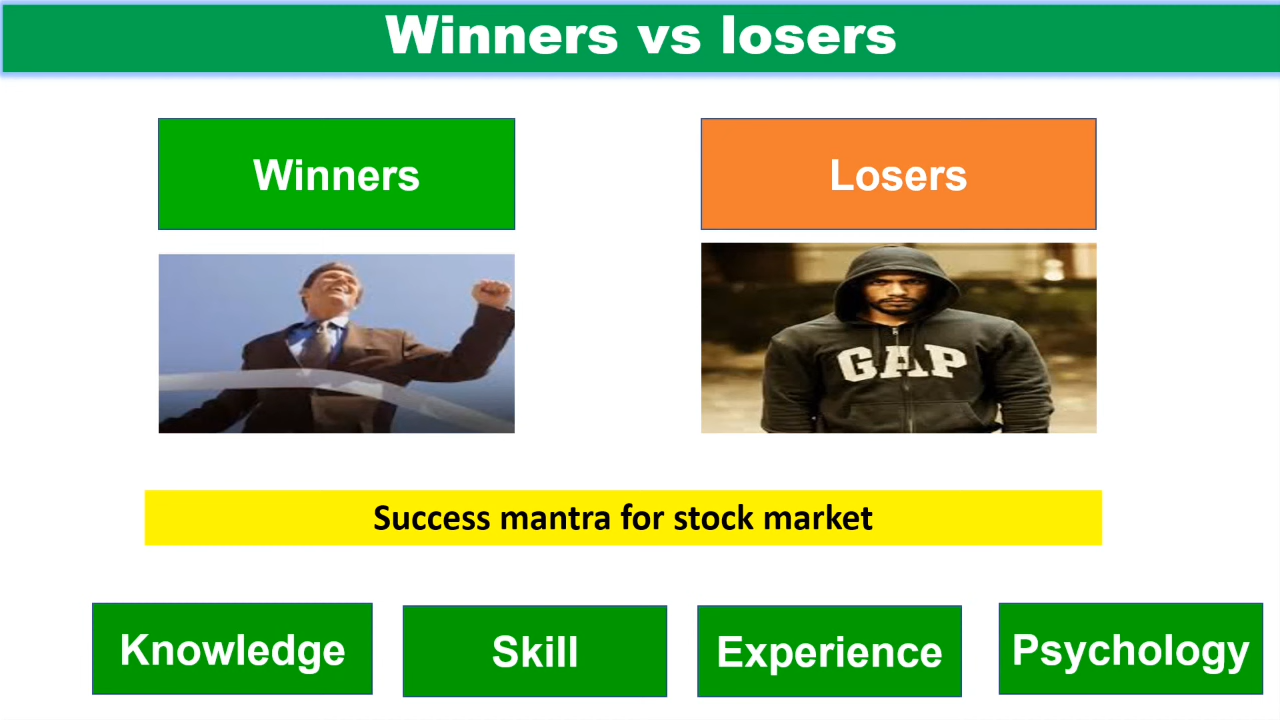 Winners vs losers
Winners
Losers
GAP
Success mantra for stock market
Knowledge
Skill
Experience
Psychology